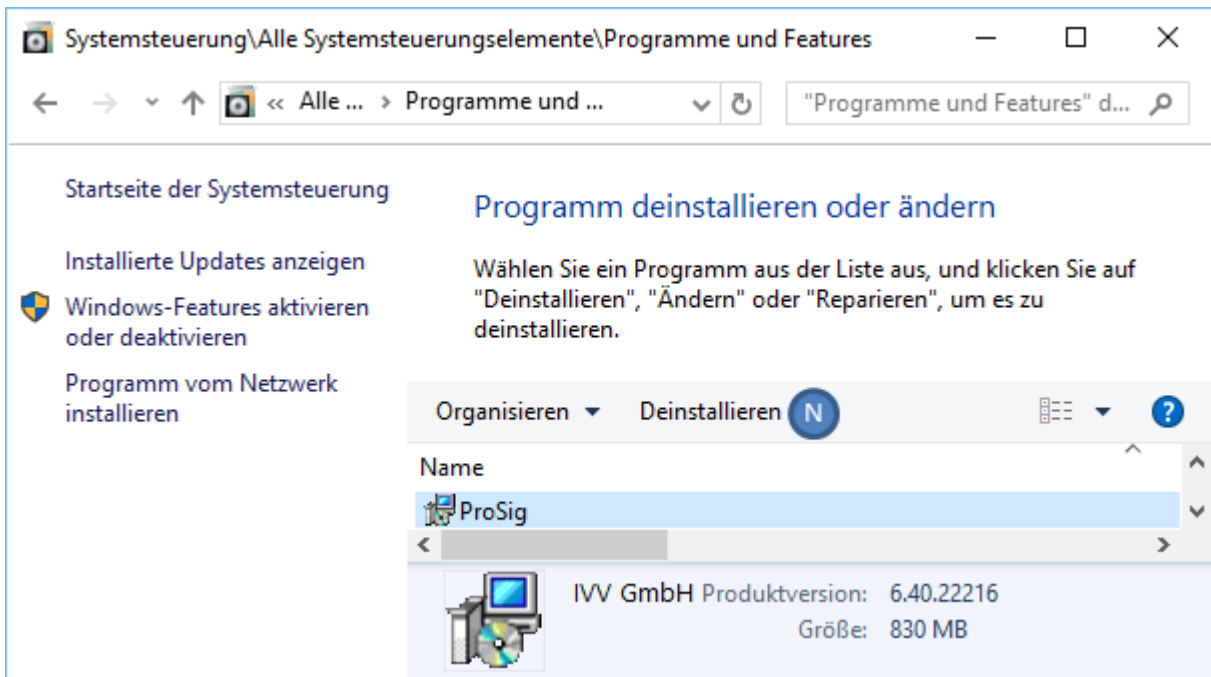 Systemsteuerung\Alle Systemsteuerungselemente\Programme und Features
« Alle ... › Programme und ...
"Programme und Features" d...
Startseite der Systemsteuerung
Installierte Updates anzeigen
Windows-Features aktivieren
oder deaktivieren
Programm vom Netzwerk
installieren
Programm deinstallieren oder ändern
Wählen Sie ein Programm aus der Liste aus, und klicken Sie auf
"Deinstallieren", "Ändern" oder "Reparieren", um es zu
deinstallieren.
Organisieren Deinstallieren N ?
Name
ProSig
IVV GmbH Produktversion: 6.40.22216
Größe: 830 MB